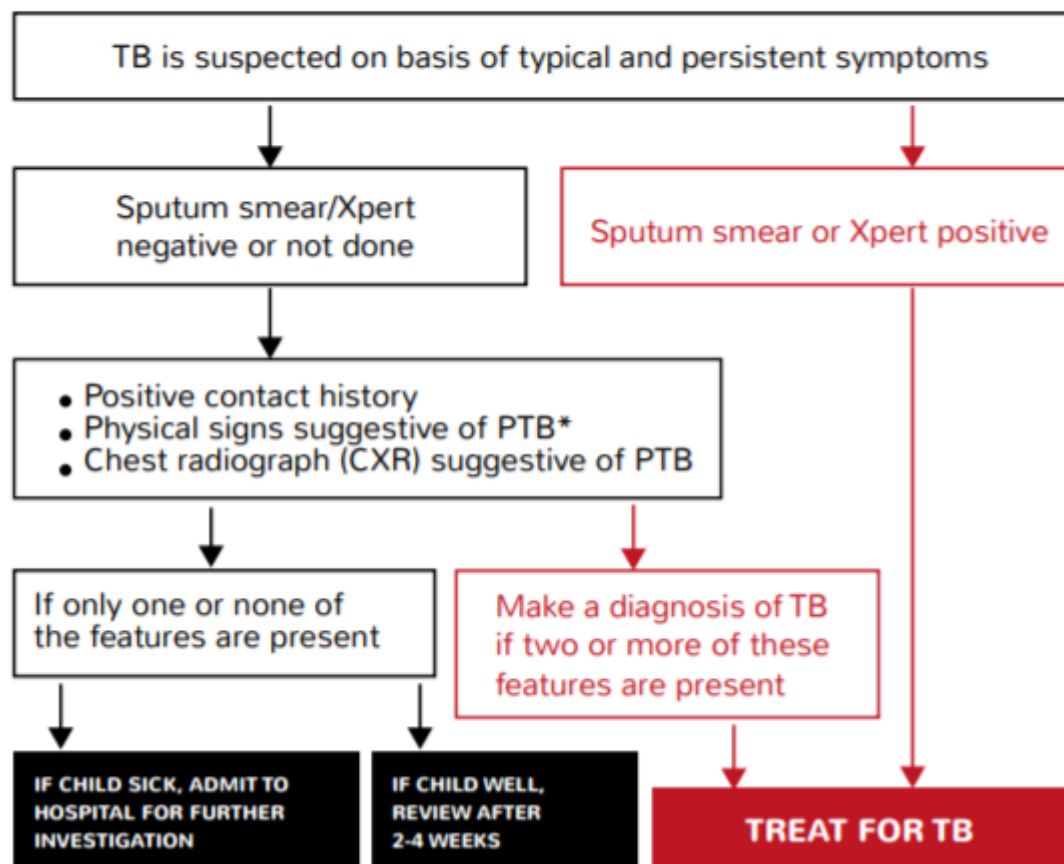 TB is suspected on basis of typical and persistent symptoms
Sputum smear/Xpert
negative or not done
Sputum smear or Xpert positive
• Positive contact history
• Physical signs suggestive of PTB*
• Chest radiograph (CXR) suggestive of PTB
If only one or none of
the features are present
Make a diagnosis of TB
if two or more of these
features are present
IF CHILD SICK, ADMIT TO
HOSPITAL FOR FURTHER
INVESTIGATION
IF CHILD WELL,
REVIEW AFTER
2-4 WEEKS
TREAT FOR TB